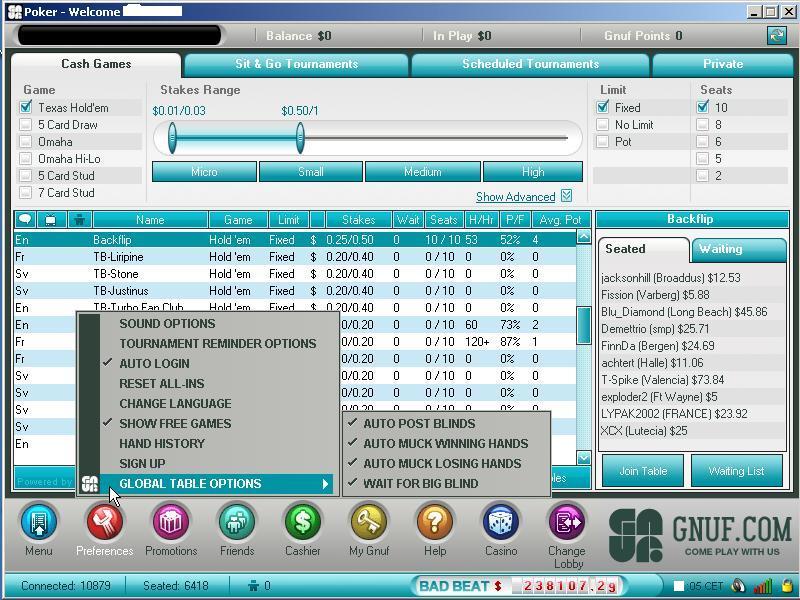 Poker - Welcome
Balance $0
In Play $0
Gnuf Points 0
Cash Games
Sit & Go Tournaments
Scheduled Tournaments
Private
Game
Texas Hold'em
5 Card Draw
Omaha
Omaha Hi-Lo
5 Card Stud
7 Card Stud
Stakes Range
$0.01/0.03
$0.50/1
Micro
Small
Medium
High
Show Advanced
Limit
Fixed
No Limit
Pot
Seats
10
8
6
5
2
Name Game Limit Stakes Wait Seats H/Hr P/F Avg. Pot
En Backflip Hold 'em Fixed $ 0.25/0.50 0 10 / 10 53 52% 4
Fr TB-Liripine Hold 'em Fixed $ 0.20/0.40 0 0 / 10 0 0% 0
Sv TB-Stone Hold 'em Fixed $ 0.20/0.40 0 0 / 10 0 0% 0
Sv TB-Justinus Hold 'em Fixed $ 0.20/0.40 0 0 / 10 0 0% 0
En TB-Turbo Fan Club Hold 'em Fixed $ 0.20/0.40 0 0 / 10 0 0% 0
En 0/0.20 0 0 / 10 60 73% 2
Fr 0/0.20 0 0 / 10 120+ 87% 1
Fr 0/0.20 0 0 / 10 0 0% 0
Sv 0/0.20 0 0 / 10 0 0% 0
Sv 0/0.20 0 0 / 10 0 0% 0
Sv
Sv
En
Powered by
les
SOUND OPTIONS
TOURNAMENT REMINDER OPTIONS
AUTO LOGIN
RESET ALL-INS
CHANGE LANGUAGE
SHOW FREE GAMES
HAND HISTORY
SIGN UP
GLOBAL TABLE OPTIONS
AUTO POST BLINDS
AUTO MUCK WINNING HANDS
AUTO MUCK LOSING HANDS
WAIT FOR BIG BLIND
Backflip
Seated
Waiting
jacksonhill (Broaddus) $12.53
Fission (Varberg) $5.88
Blu_Diamond (Long Beach) $45.86
Demettrio (smp) $25.71
FinnDa (Bergen) $24.69
achtert (Halle) $11.06
T-Spike (Valencia) $73.84
exploder2 (Ft Wayne) $5
LYPAK2002 (FRANCE) $23.92
XCX (Lutecia) $25
Join Table
Waiting List
Menu
Preferences
Promotions
Friends
Cashier
My Gnuf
Help
Casino
Change
Lobby
GNUF.COM
COME PLAY WITH US
Connected: 10879
Seated: 6418
0
BAD BEAT $ 238107.29
:05 CET